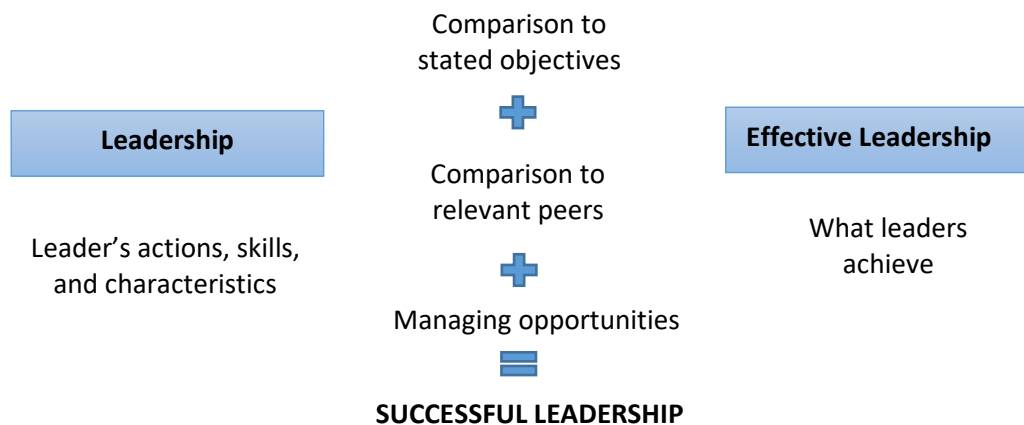 Comparison to
stated objectives
Leadership
Effective Leadership
Comparison to
relevant peers
Leader’s actions, skills,
and characteristics
What leaders
achieve
Managing opportunities
SUCCESSFUL LEADERSHIP